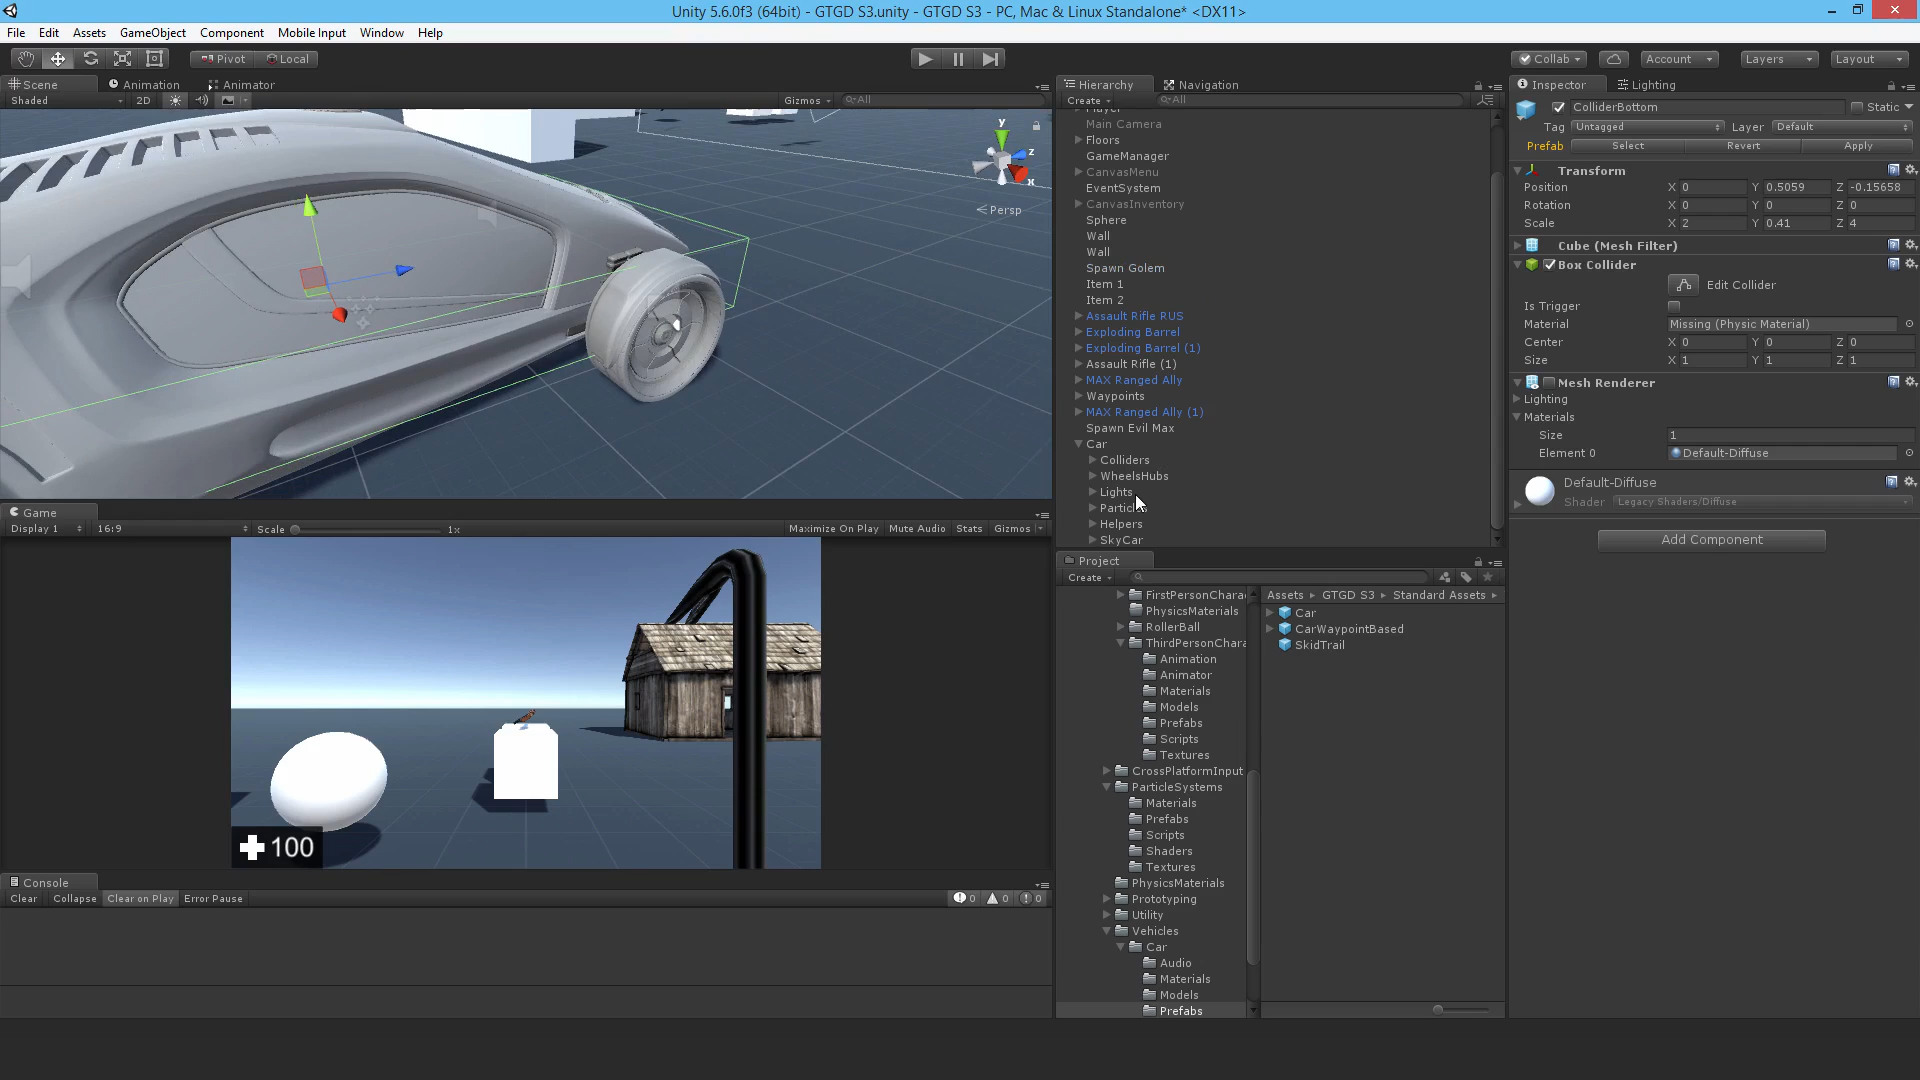 Unity 5.6.0f3 (64bit) - GTGD S3.unity - GTGD S3 - PC, Mac & Linux Standalone* <DX11>
File Edit Assets GameObject Component Mobile Input Window Help
Pivot Local
Collab Account Layers Layout
Scene Animation Animator
Shaded 2D Gizmos All
y
z
x
Persp
Game
Display 1 16:9 Scale 1x Maximize On Play Mute Audio Stats Gizmos
100
Console
Clear Collapse Clear on Play Error Pause 0 0 0
Hierarchy Navigation
Create All
Player
Main Camera
Floors
GameManager
CanvasMenu
EventSystem
CanvasInventory
Sphere
Wall
Wall
Spawn Golem
Item 1
Item 2
Assault Rifle RUS
Exploding Barrel
Exploding Barrel (1)
Assault Rifle (1)
MAX Ranged Ally
Waypoints
MAX Ranged Ally (1)
Spawn Evil Max
Car
Colliders
WheelsHubs
Lights
Particles
Helpers
SkyCar
Project
Create
FirstPersonCharac
PhysicsMaterials
RollerBall
ThirdPersonChara
Animation
Animator
Materials
Models
Prefabs
Scripts
Textures
CrossPlatformInput
ParticleSystems
Materials
Prefabs
Scripts
Shaders
Textures
PhysicsMaterials
Prototyping
Utility
Vehicles
Car
Audio
Materials
Models
Prefabs
Assets GTGD S3 Standard Assets
Car
CarWaypointBased
SkidTrail
Inspector Lighting
ColliderBottom Static
Tag Untagged Layer Default
Prefab Select Revert Apply
Transform
Position X 0 Y 0.5059 Z -0.15658
Rotation X 0 Y 0 Z 0
Scale X 2 Y 0.41 Z 4
Cube (Mesh Filter)
Box Collider
Edit Collider
Is Trigger
Material Missing (Physic Material)
Center X 0 Y 0 Z 0
Size X 1 Y 1 Z 1
Mesh Renderer
Lighting
Materials
Size 1
Element 0 Default-Diffuse
Default-Diffuse
Shader Legacy Shaders/Diffuse
Add Component